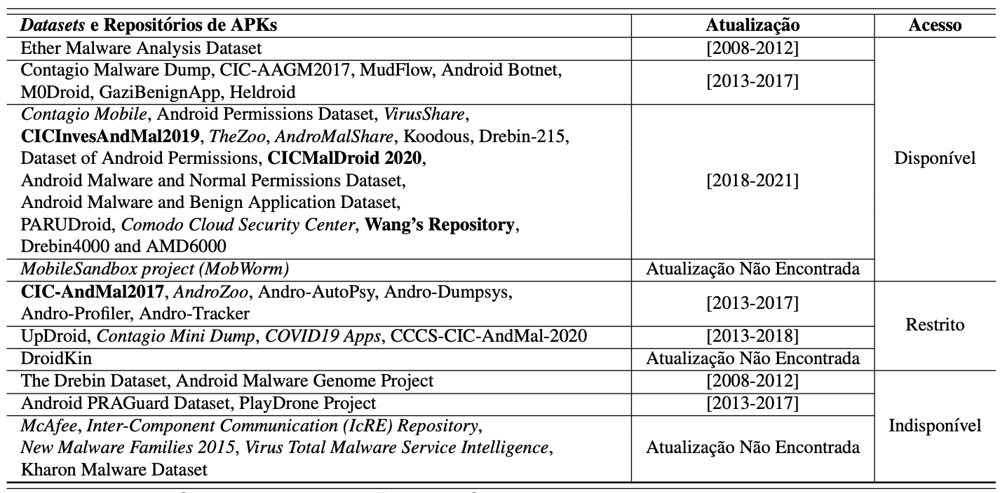 Datasets e Repositórios de APKs Atualização Acesso
Ether Malware Analysis Dataset [2008-2012]
Contagio Malware Dump, CIC-AAGM2017, MudFlow, Android Botnet,
M0Droid, GaziBenignApp, Heldroid
[2013-2017]
Contagio Mobile, Android Permissions Dataset, VirusShare,
CICInvesAndMal2019, TheZoo, AndroMalShare, Koodous, Drebin-215,
Dataset of Android Permissions, CICMalDroid 2020,
Android Malware and Normal Permissions Dataset,
Android Malware and Benign Application Dataset,
PARUDroid, Comodo Cloud Security Center, Wang's Repository,
Drebin4000 and AMD6000
[2018-2021]
MobileSandbox project (MobWorm) Atualização Não Encontrada
Disponível
CIC-AndMal2017, AndroZoo, Andro-AutoPsy, Andro-Dumpsys,
Andro-Profiler, Andro-Tracker
[2013-2017]
UpDroid, Contagio Mini Dump, COVID19 Apps, CCCS-CIC-AndMal-2020 [2013-2018]
DroidKin Atualização Não Encontrada
Restrito
The Drebin Dataset, Android Malware Genome Project [2008-2012]
Android PRAGuard Dataset, PlayDrone Project [2013-2017]
McAfee, Inter-Component Communication (IcRE) Repository,
New Malware Families 2015, Virus Total Malware Service Intelligence,
Kharon Malware Dataset
Atualização Não Encontrada
Indisponível